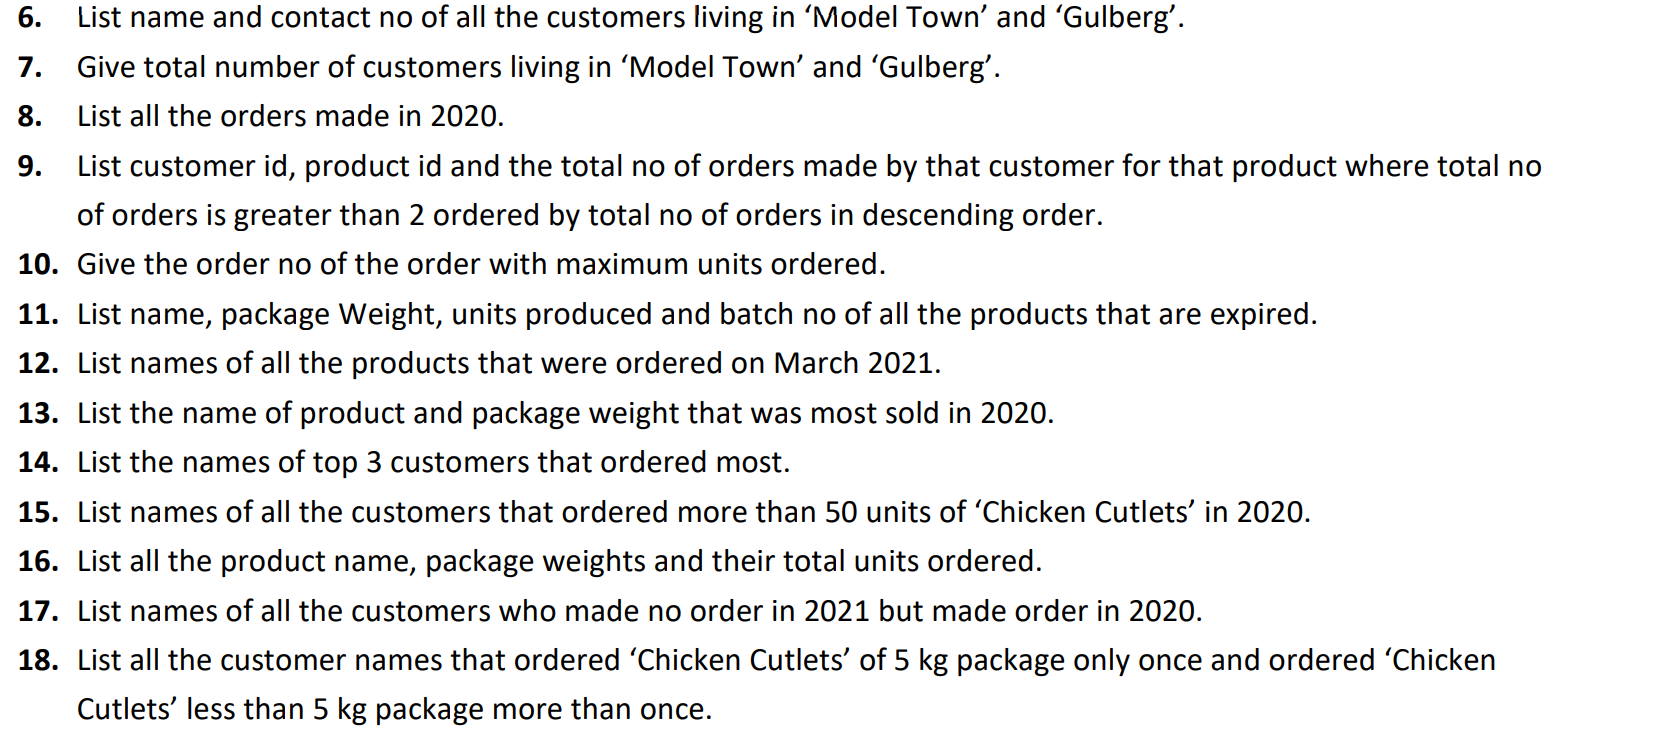 6. List name and contact no of all the customers living in ‘Model Town’ and ‘Gulberg’.
7. Give total number of customers living in ‘Model Town’ and ‘Gulberg’.
8. List all the orders made in 2020.
9. List customer id, product id and the total no of orders made by that customer for that product where total no
of orders is greater than 2 ordered by total no of orders in descending order.
10. Give the order no of the order with maximum units ordered.
11. List name, package Weight, units produced and batch no of all the products that are expired.
12. List names of all the products that were ordered on March 2021.
13. List the name of product and package weight that was most sold in 2020.
14. List the names of top 3 customers that ordered most.
15. List names of all the customers that ordered more than 50 units of ‘Chicken Cutlets’ in 2020.
16. List all the product name, package weights and their total units ordered.
17. List names of all the customers who made no order in 2021 but made order in 2020.
18. List all the customer names that ordered ‘Chicken Cutlets’ of 5 kg package only once and ordered ‘Chicken
Cutlets’ less than 5 kg package more than once.